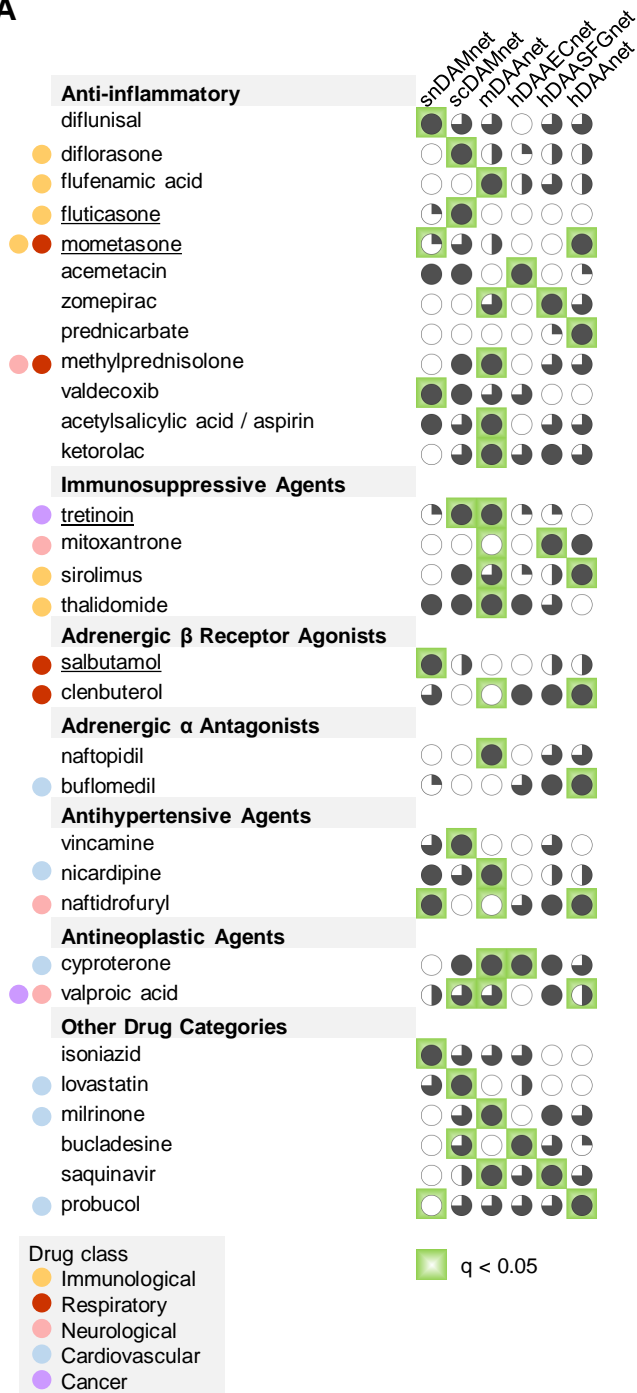 A
snDAMnet
scDAMnet
mDAAnet
hDAAECnet
hDAASFGnet
hDAAnet
Anti-inflammatory
diflunisal
diflorasone
flufenamic acid
fluticasone
mometasone
acemetacin
zomepirac
prednicarbate
methylprednisolone
valdecoxib
acetylsalicylic acid / aspirin
ketorolac
Immunosuppressive Agents
tretinoin
mitoxantrone
sirolimus
thalidomide
Adrenergic β Receptor Agonists
salbutamol
clenbuterol
Adrenergic α Antagonists
naftopidil
buflomedil
Antihypertensive Agents
vincamine
nicardipine
naftidrofuryl
Antineoplastic Agents
cyproterone
valproic acid
Other Drug Categories
isoniazid
lovastatin
milrinone
bucladesine
saquinavir
probucol
Drug class
Immunological
Respiratory
Neurological
Cardiovascular
Cancer
q < 0.05